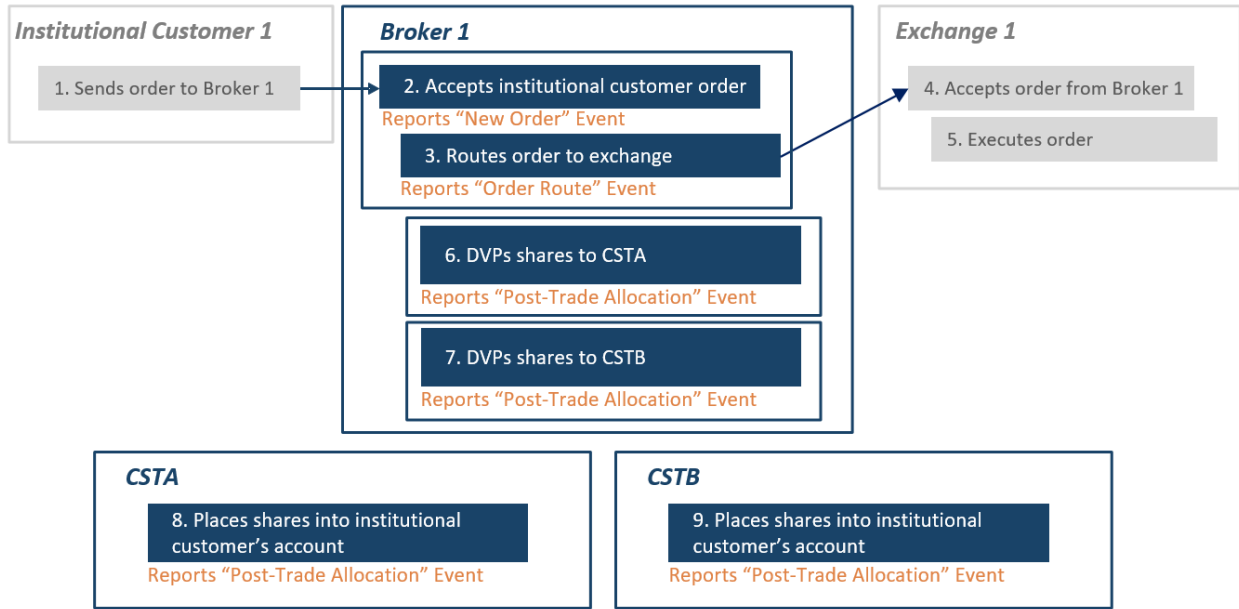 Institutional Customer 1
1. Sends order to Broker 1
Broker 1
2. Accepts institutional customer order
Reports “New Order” Event
3. Routes order to exchange
Reports “Order Route” Event
Exchange 1
4. Accepts order from Broker 1
5. Executes order
6. DVPs shares to CSTA
Reports “Post-Trade Allocation” Event
7. DVPs shares to CSTB
Reports “Post-Trade Allocation” Event
CSTA
8. Places shares into institutional
customer’s account
Reports “Post-Trade Allocation” Event
CSTB
9. Places shares into institutional
customer’s account
Reports “Post-Trade Allocation” Event